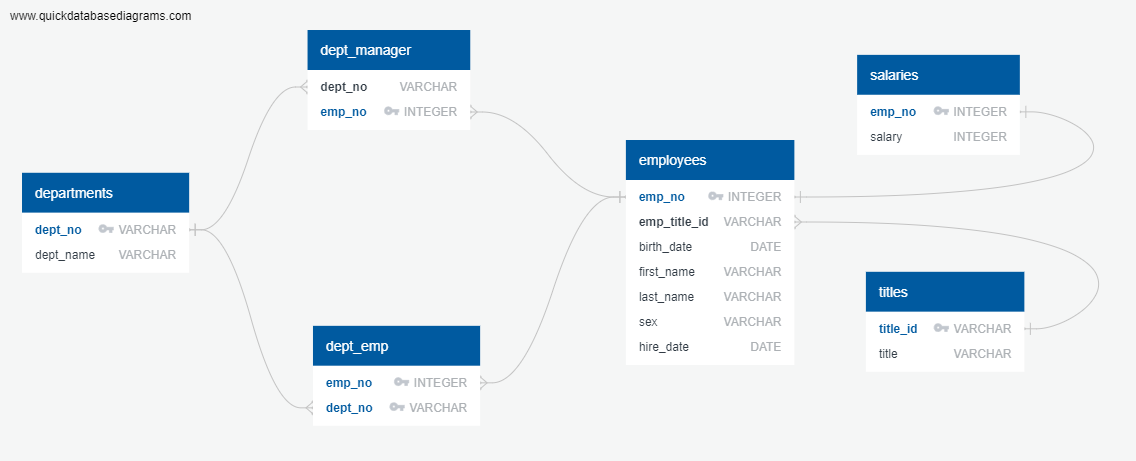 www.quickdatabasediagrams.com
dept_manager
dept_no VARCHAR
emp_no INTEGER
departments
dept_no VARCHAR
dept_name VARCHAR
dept_emp
emp_no INTEGER
dept_no VARCHAR
employees
emp_no INTEGER
emp_title_id VARCHAR
birth_date DATE
first_name VARCHAR
last_name VARCHAR
sex VARCHAR
hire_date DATE
salaries
emp_no INTEGER
salary INTEGER
titles
title_id VARCHAR
title VARCHAR